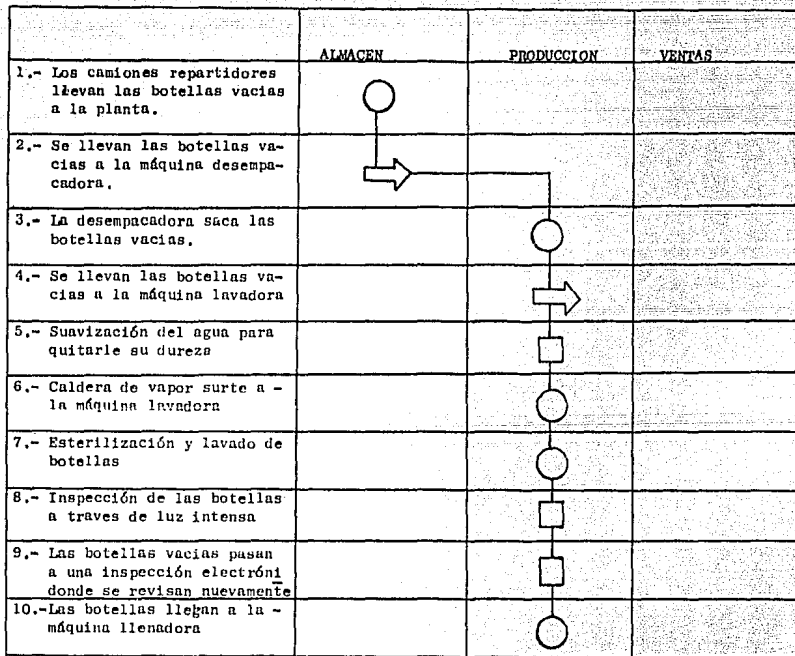 ALMACEN PRODUCCION VENTAS
1.- Los camiones repartidores
llevan las botellas vacias
a la planta.
2.- Se llevan las botellas va-
cias a la máquina desempa-
cadora.
3.- La desempacadora saca las
botellas vacias.
4.- Se llevan las botellas va-
cias a la máquina lavadora
5.- Suavización del agua para
quitarle su dureza
6.- Caldera de vapor surte a -
la máquina lavadora
7.- Esterilización y lavado de
botellas
8.- Inspección de las botellas
a traves de luz intensa
9.- Las botellas vacias pasan
a una inspección electróni
donde se revisan nuevamente
10.-Las botellas llegan a la -
máquina llenadora